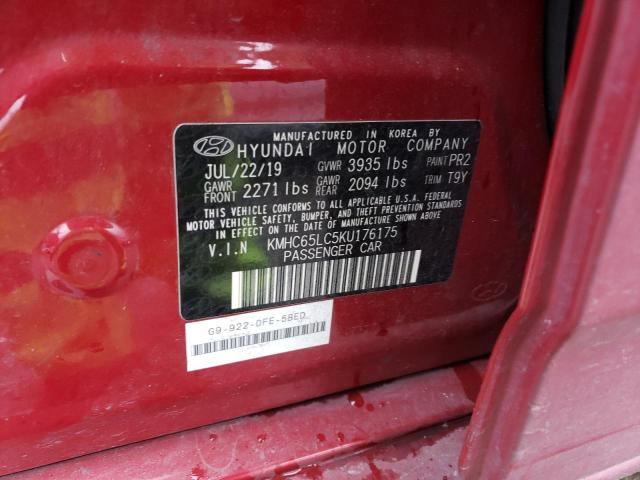 MANUFACTURED IN KOREA BY
HYUNDAI MOTOR COMPANY
JUL/22/19 GVWR 3935 lbs PAINT PR2
GAWR FRONT 2271 lbs GAWR REAR 2094 lbs TRIM T9Y
THIS VEHICLE CONFORMS TO ALL APPLICABLE U.S.A. FEDERAL
MOTOR VEHICLE SAFETY, BUMPER, AND THEFT PREVENTION
STANDARDS IN EFFECT ON THE DATE OF MANUFACTURE SHOWN ABOVE.
V.I.N KMHC65LC5KU176175
PASSENGER CAR
G9-922-0FE-5BED